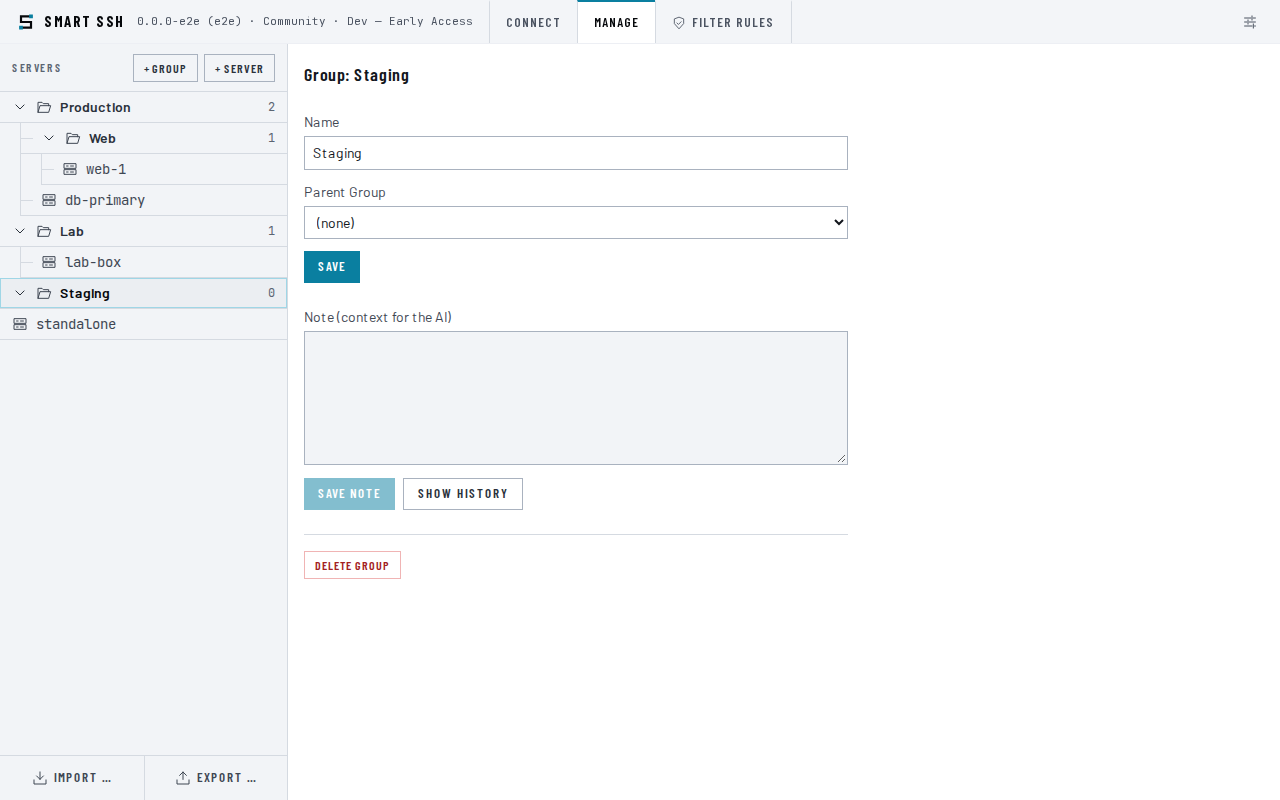 SMART SSH 0.0.0-e2e (e2e) · Community · Dev — Early Access CONNECT MANAGE FILTER RULES
SERVERS +GROUP +SERVER
Production 2
Web 1
web-1
db-primary
Lab 1
lab-box
Staging 0
standalone
IMPORT … EXPORT …
Group: Staging
Name
Staging
Parent Group
(none)
SAVE
Note (context for the AI)
SAVE NOTE SHOW HISTORY
DELETE GROUP